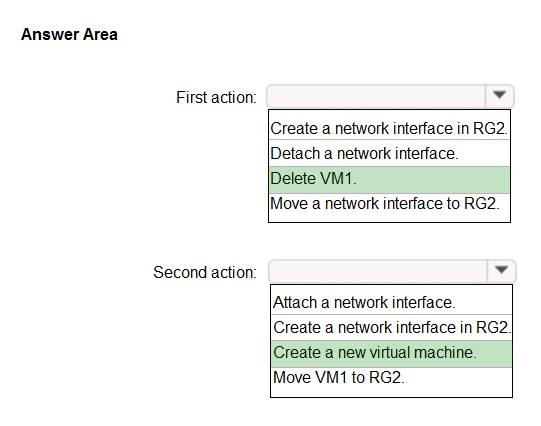 Answer Area
First action:
Create a network interface in RG2.
Detach a network interface.
Delete VM1.
Move a network interface to RG2.
Second action:
Attach a network interface.
Create a network interface in RG2.
Create a new virtual machine.
Move VM1 to RG2.